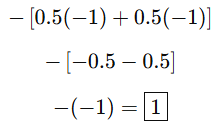 − [0.5(−1) + 0.5(−1)]
− [−0.5 − 0.5]
−(−1) = 1